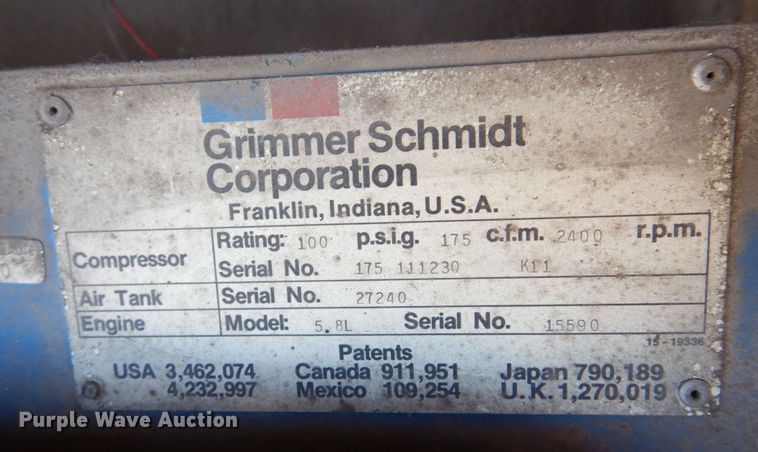 Grimmer Schmidt
Corporation
Franklin, Indiana, U.S.A.
Compressor
Rating: 100 p.s.i.g. 175 c.f.m. 2400 r.p.m.
Serial No. 175 111230 K11
Air Tank Serial No. 27240
Engine Model: 5.8L Serial No. 15590
15-19336
Patents
USA 3,462,074 Canada 911,951 Japan 790,189
4,232,997 Mexico 109,254 U.K. 1,270,019
Purple Wave Auction